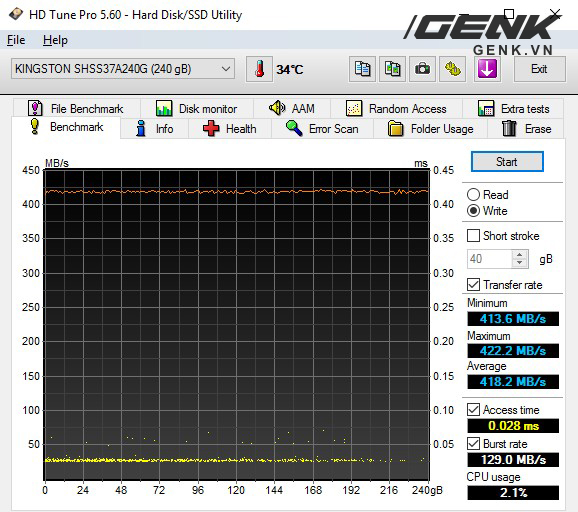 HD Tune Pro 5.60 - Hard Disk/SSD Utility
GENK
GENK.VN
File Help
KINGSTON SHSS37A240G (240 gB) 34°C Exit
File Benchmark Disk monitor AAM Random Access Extra tests
Benchmark Info Health Error Scan Folder Usage Erase
MB/s ms
450 0.45
400 0.40
350 0.35
300 0.30
250 0.25
200 0.20
150 0.15
100 0.10
50 0.05
0 24 48 72 96 120 144 168 192 216 240gB
Start
Read
Write
Short stroke
40 gB
Transfer rate
Minimum
413.6 MB/s
Maximum
422.2 MB/s
Average
418.2 MB/s
Access time
0.028 ms
Burst rate
129.0 MB/s
CPU usage
2.1%